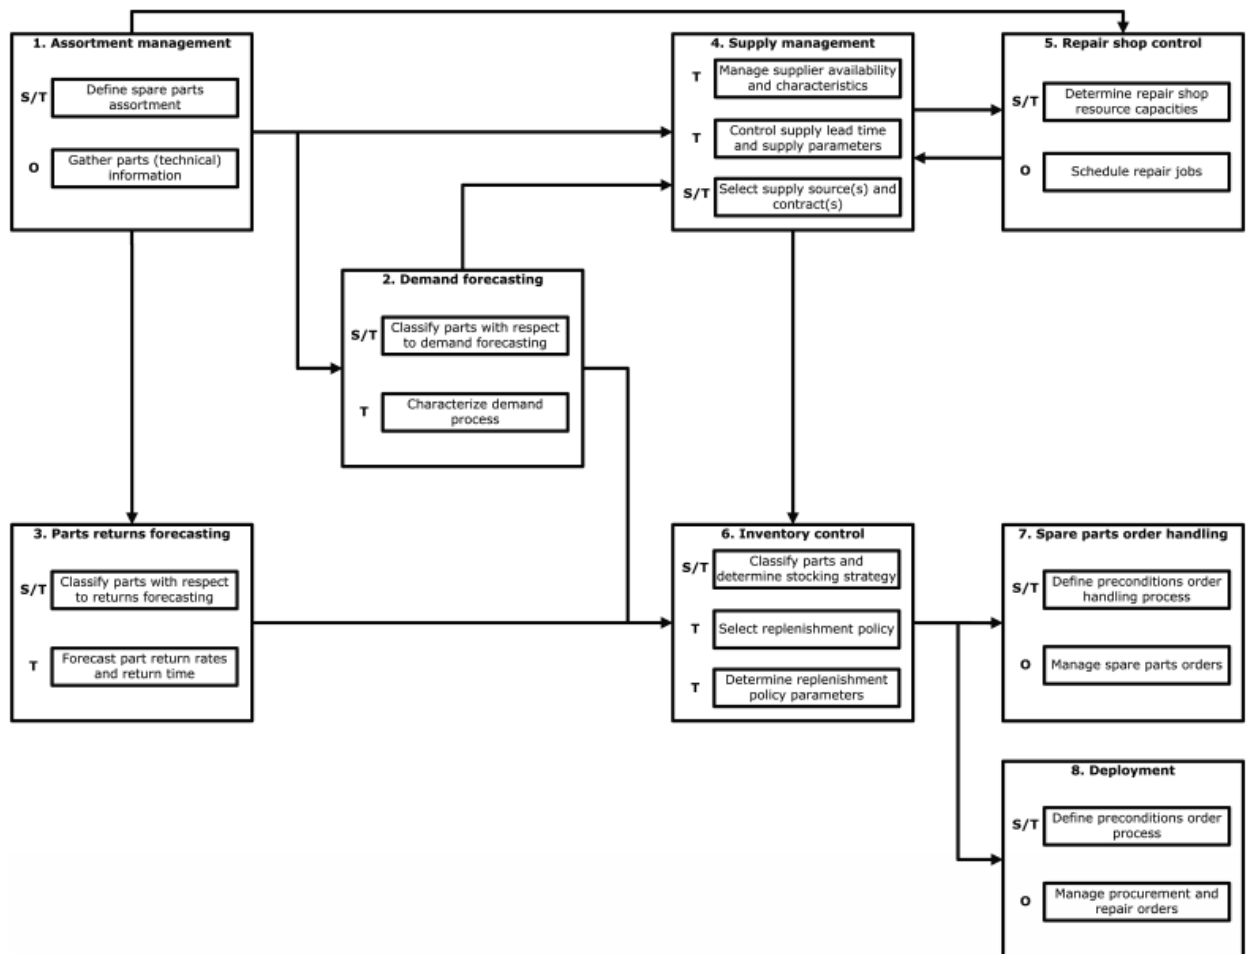 1. Assortment management
S/T
Define spare parts
assortment
O
Gather parts (technical)
information
4. Supply management
T
Manage supplier availability
and characteristics
T
Control supply lead time
and supply parameters
S/T
Select supply source(s) and
contract(s)
5. Repair shop control
S/T
Determine repair shop
resource capacities
O
Schedule repair jobs
2. Demand forecasting
S/T
Classify parts with respect
to demand forecasting
T
Characterize demand
process
3. Parts returns forecasting
S/T
Classify parts with respect
to returns forecasting
T
Forecast part return rates
and return time
6. Inventory control
S/T
Classify parts and
determine stocking strategy
T
Select replenishment policy
T
Determine replenishment
policy parameters
7. Spare parts order handling
S/T
Define preconditions order
handling process
O
Manage spare parts orders
8. Deployment
S/T
Define preconditions order
process
O
Manage procurement and
repair orders